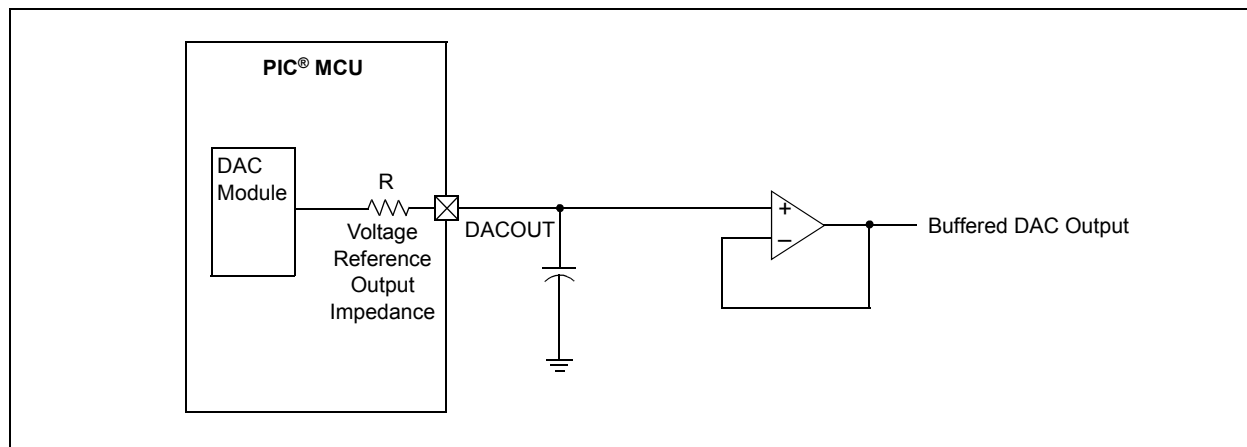 PIC® MCU
DAC
Module
R
Voltage
Reference
Output
Impedance
DACOUT
+
–
Buffered DAC Output